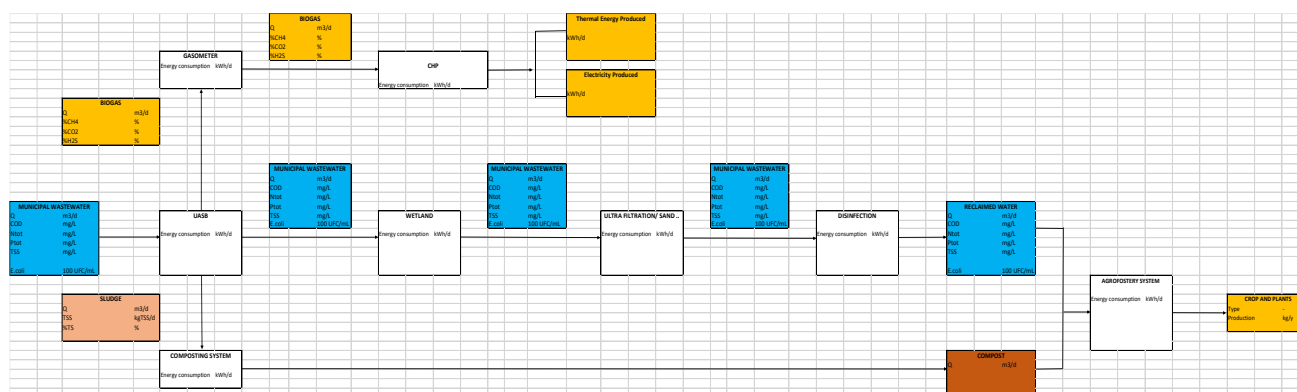 BIOGAS
Q m3/d
%CH4 %
%CO2 %
%H2S %
Thermal Energy Produced
kWh/d
GASOMETER
Energy consumption kWh/d
CHP
Energy consumption kWh/d
Electricity Produced
kWh/d
BIOGAS
Q m3/d
%CH4 %
%CO2 %
%H2S %
MUNICIPAL WASTEWATER
Q m3/d
COD mg/L
Ntot mg/L
Ptot mg/L
TSS mg/L
E.coli 100 UFC/mL
MUNICIPAL WASTEWATER
Q m3/d
COD mg/L
Ntot mg/L
Ptot mg/L
TSS mg/L
E.coli 100 UFC/mL
MUNICIPAL WASTEWATER
Q m3/d
COD mg/L
Ntot mg/L
Ptot mg/L
TSS mg/L
E.coli 100 UFC/mL
MUNICIPAL WASTEWATER
Q m3/d
COD mg/L
Ntot mg/L
Ptot mg/L
TSS mg/L
E.coli 100 UFC/mL
UASB
Energy consumption kWh/d
WETLAND
Energy consumption kWh/d
ULTRA FILTRATION/ SAND ..
Energy consumption kWh/d
DISINFECTION
Energy consumption kWh/d
RECLAIMED WATER
Q m3/d
COD mg/L
Ntot mg/L
Ptot mg/L
TSS mg/L
E.coli 100 UFC/mL
AGROFOSTERY SYSTEM
Energy consumption kWh/d
CROP AND PLANTS
Type -
Production kg/y
SLUDGE
Q m3/d
TSS kgTSS/d
%TS %
COMPOSTING SYSTEM
Energy consumption kWh/d
COMPOST
Q m3/d